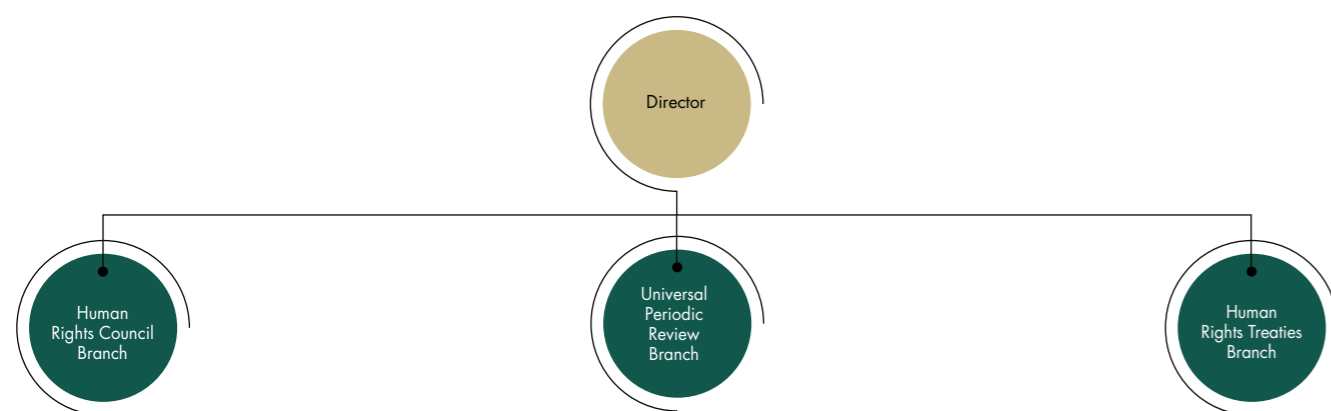 Director
Human
Rights Council
Branch
Universal
Periodic
Review
Branch
Human
Rights Treaties
Branch